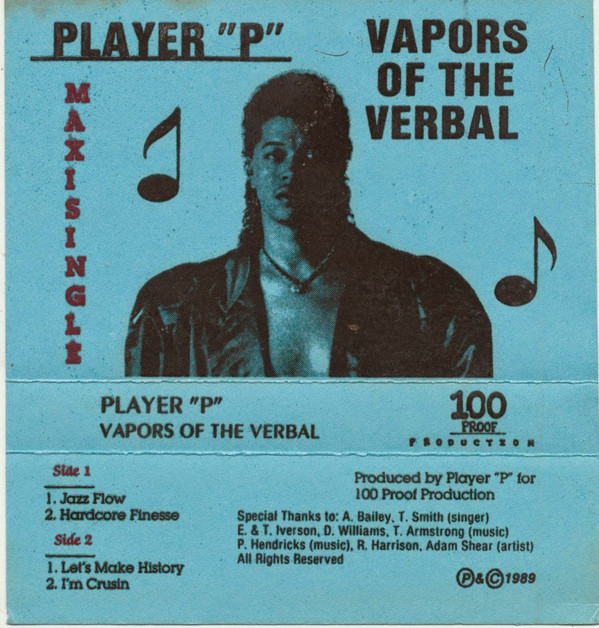 PLAYER "P"
VAPORS
OF THE
VERBAL
MAXISINGLE
PLAYER "P"
VAPORS OF THE VERBAL
100
PROOF
PRODUCTION
Side 1
1. Jazz Flow
2. Hardcore Finesse
Side 2
1. Let's Make History
2. I'm Crusin
Produced by Player "P" for
100 Proof Production
Special Thanks to: A. Bailey, T. Smith (singer)
E. & T. Iverson, D. Williams, T. Armstrong (music)
P. Hendricks (music), R. Harrison, Adam Shear (artist)
All Rights Reserved
Ⓟ&Ⓒ1989